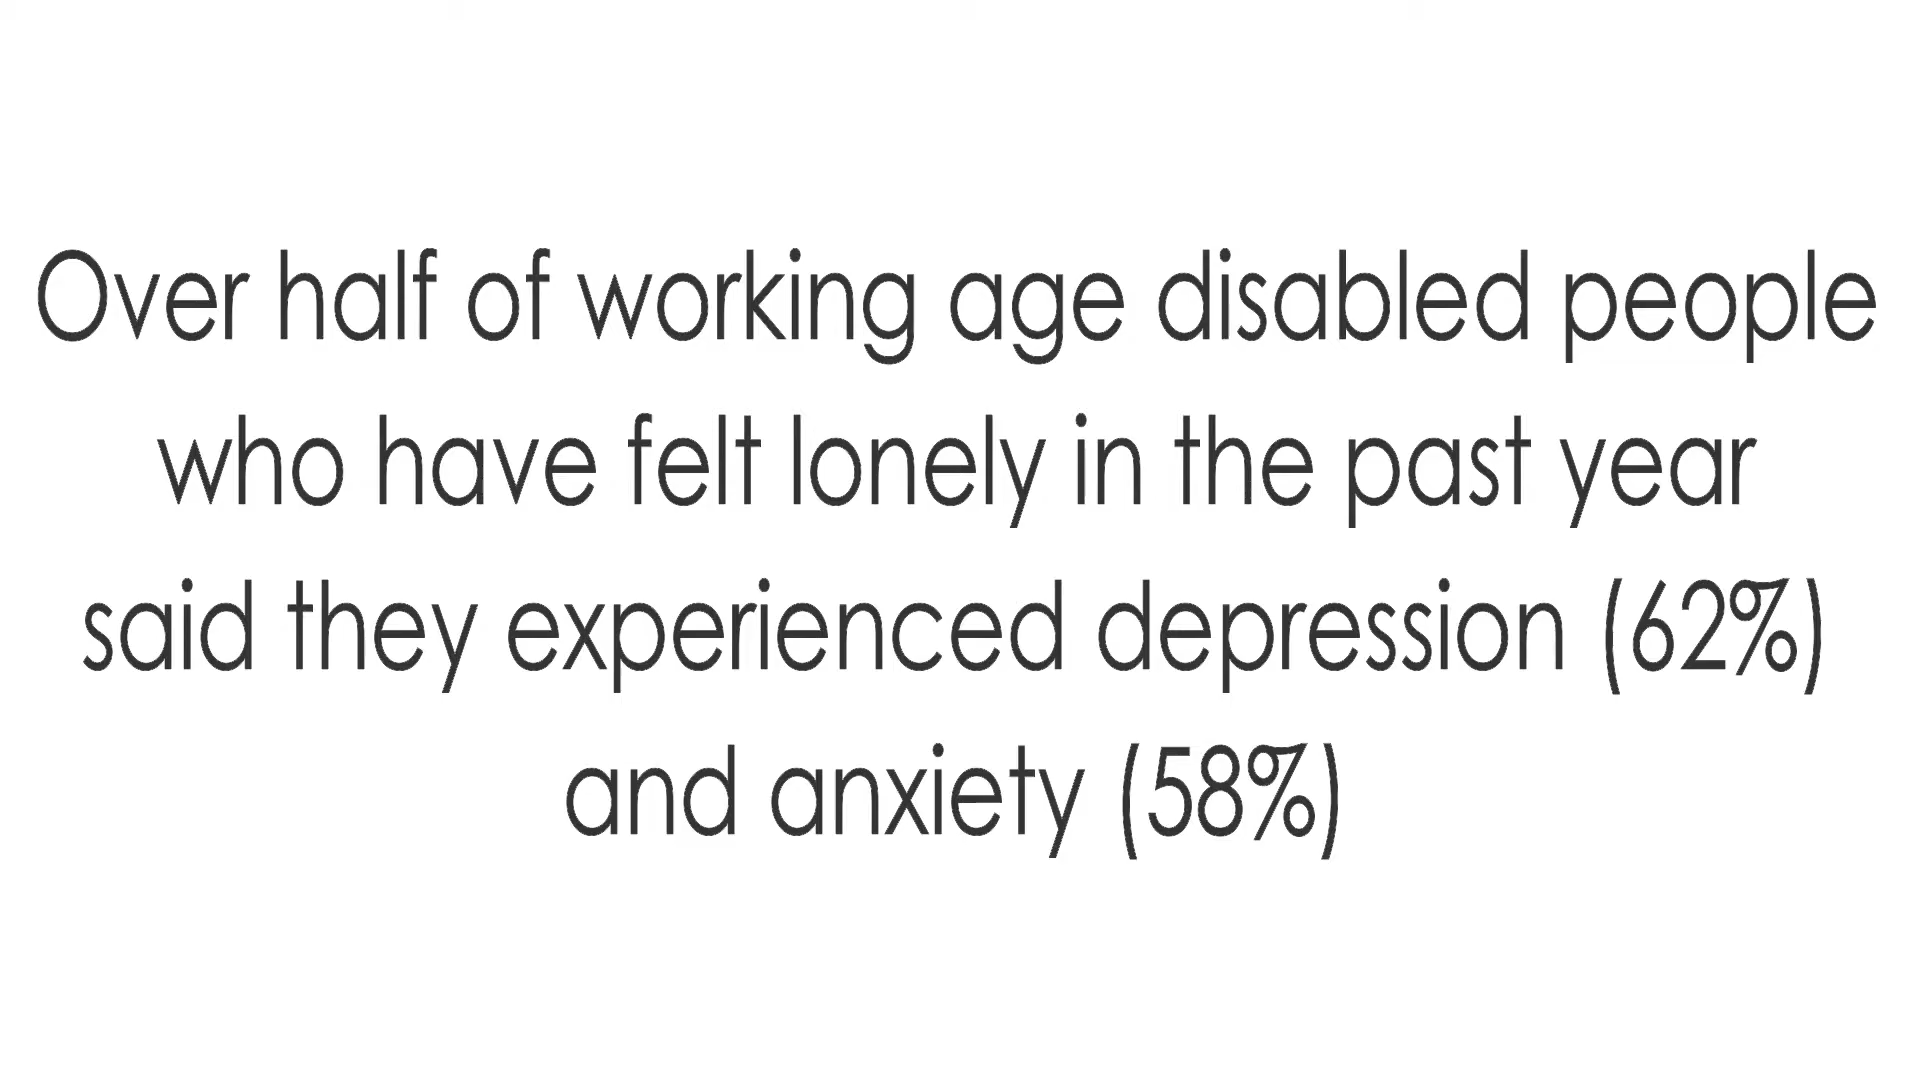 Over half of working age disabled people
who have felt lonely in the past year
said they experienced depression (62%)
and anxiety (58%)